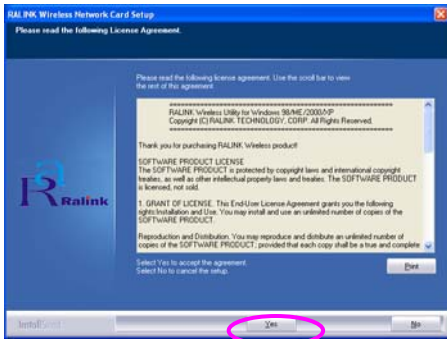 RALINK Wireless Network Card Setup
Please read the following License Agreement.
Please read the following license agreement. Use the scroll bar to view
the rest of this agreement.
RALINK Wireless Utility for Windows 98/ME/2000/XP
Copyright (C) RALINK TECHNOLOGY, CORP. All Rights Reserved.
Thank you for purchasing RALINK Wireless product!
SOFTWARE PRODUCT LICENSE
The SOFTWARE PRODUCT is protected by copyright laws and international copyright
treaties, as well as other intellectual property laws and treaties. The SOFTWARE PRODUCT
is licensed, not sold.
1. GRANT OF LICENSE. This End-User License Agreement grants you the following
rights:Installation and Use. You may install and use an unlimited number of copies of the
SOFTWARE PRODUCT.
Reproduction and Distribution. You may reproduce and distribute an unlimited number of
copies of the SOFTWARE PRODUCT; provided that each copy shall be a true and complete
Ralink
Select Yes to accept the agreement.
Select No to cancel the setup.
Print
InstallShield
Yes
No